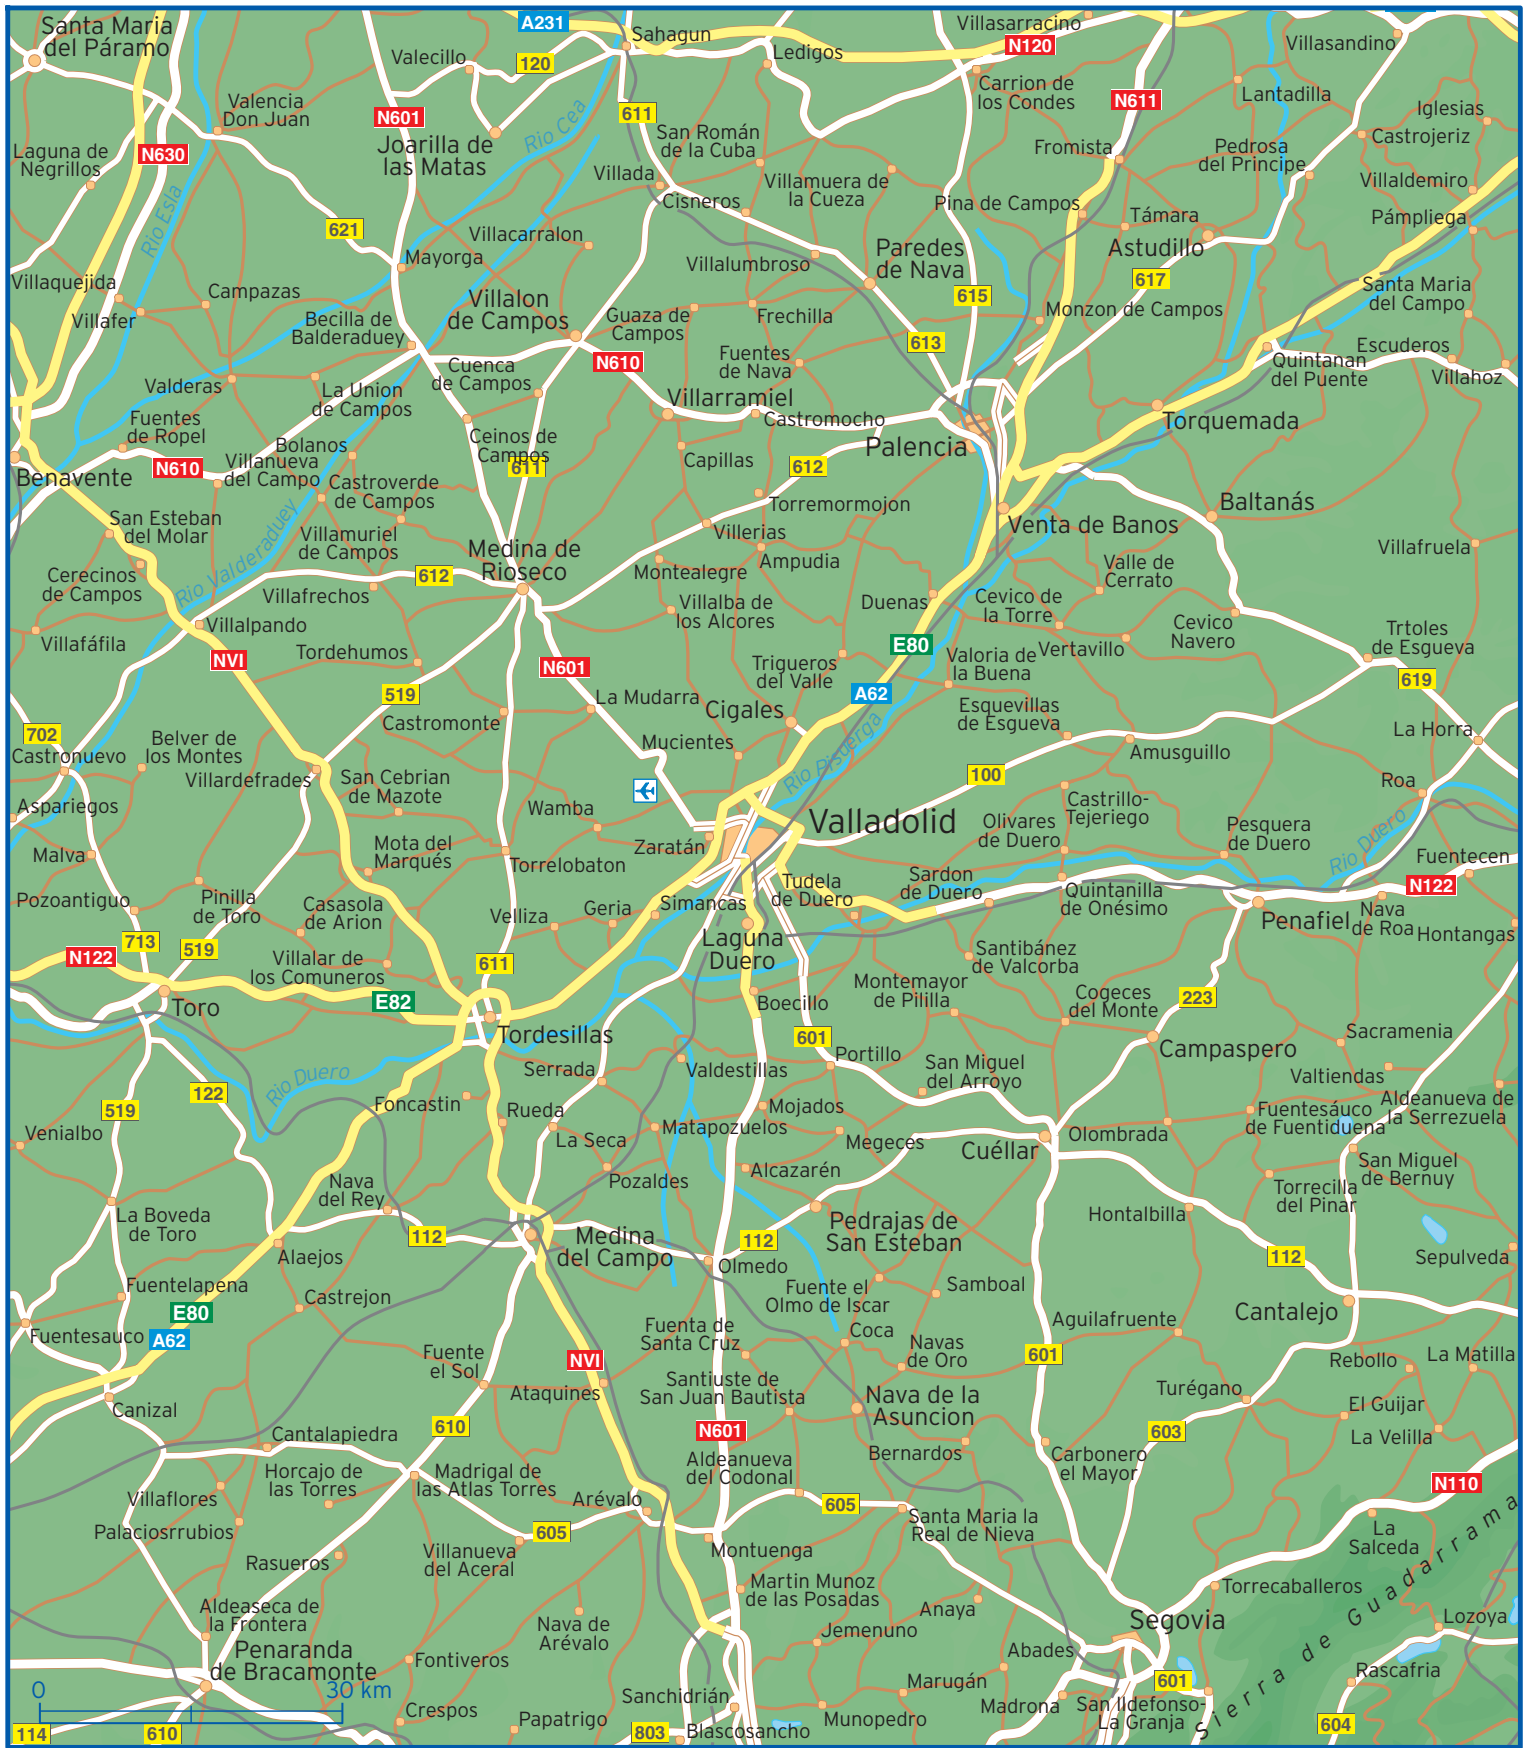 Santa Maria
del Páramo
A231
Sahagun
Villasarracino
N120
Villasandino
Valecillo
120
Ledigos
Carrion de
los Condes
Lantadilla
Iglesias
Valencia
Don Juan
N601
611
N611
Castrojeriz
Rio Cea
San Román
de la Cuba
Joarilla de
las Matas
Laguna de
Negrillos
N630
Fromista
Pedrosa
del Principe
Villada
Villamuera de
la Cueza
Villaldemiro
Cisneros
Pina de Campos
Támara
Pámpliega
Rio Esla
621
Villacarralon
Paredes
de Nava
Astudillo
Mayorga
Villalumbroso
617
Villaquejida
Campazas
Villalon
de Campos
615
Santa Maria
del Campo
Villafer
Becilla de
Balderaduey
Guaza de
Campos
Frechilla
Monzon de Campos
613
Escuderos
Cuenca
de Campos
N610
Fuentes
de Nava
Quintanan
del Puente
Villahoz
Valderas
La Union
de Campos
Villarramiel
Castromocho
Torquemada
Fuentes
de Ropel
Ceinos de
Campos
Palencia
Bolanos
N610
Villanueva
del Campo
611
Capillas
612
Benavente
Castroverde
de Campos
Torremormojon
Baltanás
San Esteban
del Molar
Villamuriel
de Campos
Villerias
Venta de Banos
Rio Valderaduey
Medina de
Rioseco
Villafruela
Cerecinos
de Campos
612
Montealegre
Ampudia
Valle de
Cerrato
Villafrechos
Villalba de
los Alcores
Duenas
Cevico de
la Torre
Cevico
Navero
Villafáfila
Villalpando
Trtoles
de Esgueva
NVI
Tordehumos
N601
E80
Vertavillo
Trigueros
del Valle
Valoria de
la Buena
619
519
La Mudarra
A62
Castromonte
Cigales
Esquevillas
de Esgueva
La Horra
702
Belver de
los Montes
Mucientes
Amusguillo
Castronuevo
Rio Pisuerga
100
Villardefrades
San Cebrian
de Mazote
Roa
Aspariegos
Wamba
Castrillo-
Tejeriego
Valladolid
Olivares
de Duero
Pesquera
de Duero
Malva
Mota del
Marqués
Zaratán
Rio Duero
Torrelobaton
Fuentecen
Pozoantiguo
Pinilla
de Toro
Casasola
de Arion
Tudela
de Duero
Sardon
de Duero
Quintanilla
de Onésimo
N122
Velliza
Geria
Simancas
Penafiel
Nava
de Roa
Hontangas
713
519
N122
Villalar de
los Comuneros
611
Laguna
Duero
Santibánez
de Valcorba
Toro
E82
Boecillo
Montemayor
de Pililla
Cogeces
del Monte
223
Tordesillas
601
Campaspero
Sacramenia
Portillo
San Miguel
del Arroyo
Rio Duero
Serrada
Valdestillas
Valtiendas
519
122
Foncastin
Rueda
Mojados
Fuentesáuco
de Fuentiduena
Aldeanueva de
la Serrezuela
Venialbo
La Seca
Matapozuelos
Megeces
Cuéllar
Olombrada
Pozaldes
Alcazarén
San Miguel
de Bernuy
Nava
del Rey
Torrecilla
del Pinar
La Boveda
de Toro
112
Pedrajas de
San Esteban
Hontalbilla
Medina
del Campo
112
112
Sepulveda
Alaejos
Olmedo
Fuentelapena
E80
Castrejon
Fuente el
Olmo de Iscar
Samboal
Cantalejo
Fuentesauco
A62
Fuenta de
Santa Cruz
Coca
Aguilafruente
Fuente
el Sol
NVI
Navas
de Oro
601
Rebollo
La Matilla
Ataquines
Santiuste de
San Juan Bautista
Nava de la
Asuncion
Turégano
El Guijar
Canizal
610
N601
603
La Velilla
Cantalapiedra
Bernardos
Carbonero
el Mayor
Aldeanueva
del Codonal
Horcajo de
las Torres
Madrigal de
las Atlas Torres
N110
Villaflores
Arévalo
605
Santa Maria la
Real de Nieva
Palaciosrrubios
605
La
Salceda
Rasueros
Villanueva
del Aceral
Montuenga
Martin Munoz
de las Posadas
Torrecaballeros
Sierra de Guadarrama
Aldeaseca de
la Frontera
Nava de
Arévalo
Anaya
Segovia
Lozoya
Jemenuno
Penaranda
de Bracamonte
Fontiveros
Abades
Rascafria
0
30 km
Sanchidrián
Marugán
Madrona
601
San Ildefonso-
La Granja
Crespos
Papatrigo
Munopedro
114
610
803
Blascosancho
604